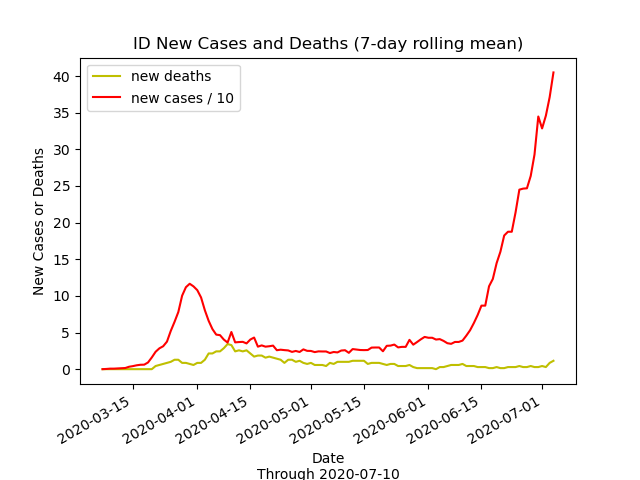 ID New Cases and Deaths (7-day rolling mean)
new deaths
new cases / 10
New Cases or Deaths
40
35
30
25
20
15
10
5
0
2020-03-15
2020-04-01
2020-04-15
2020-05-01
2020-05-15
2020-06-01
2020-06-15
2020-07-01
Date
Through 2020-07-10